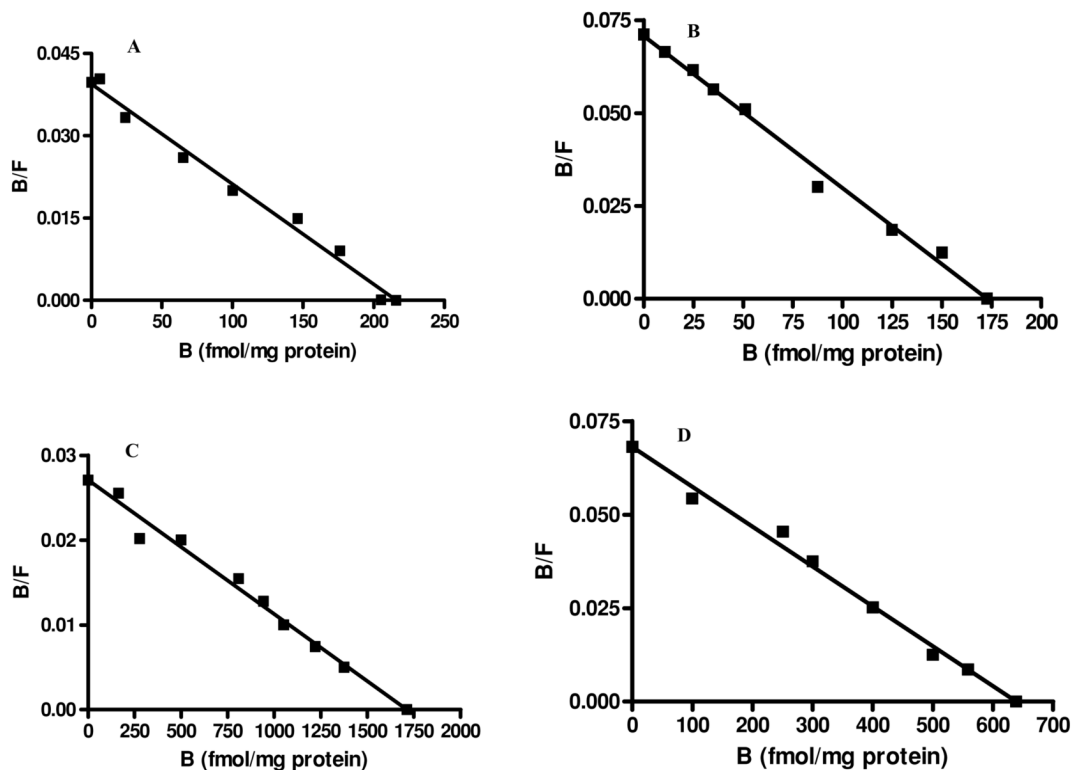 A
0.045
0.030
0.015
0.000
B/F
0 50 100 150 200 250
B (fmol/mg protein)
B
0.075
0.050
0.025
0.000
B/F
0 25 50 75 100 125 150 175 200
B (fmol/mg protein)
C
0.03
0.02
0.01
0.00
B/F
0 250 500 750 1000 1250 1500 1750 2000
B (fmol/mg protein)
D
0.075
0.050
0.025
0.000
B/F
0 100 200 300 400 500 600 700
B (fmol/mg protein)